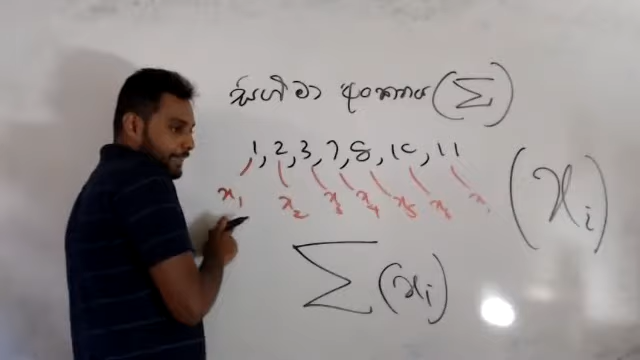 සිග්මා අංකනය (Σ)
1, 2, 3, 7, 8, 10, 11
x₁ x₂ x₃ x₄ x₅ x₆
(xᵢ)
Σ(xᵢ)